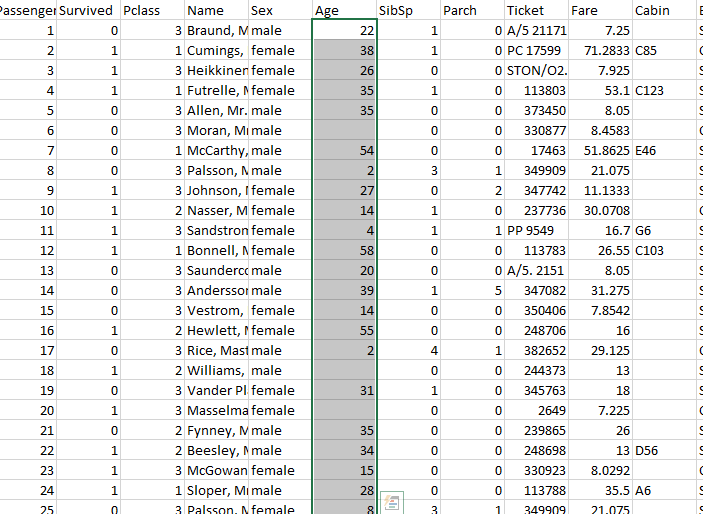 Passenger Survived Pclass Name Sex Age SibSp Parch Ticket Fare Cabin
1 0 3 Braund, M male 22 1 0 A/5 21171 7.25
2 1 1 Cumings, female 38 1 0 PC 17599 71.2833 C85
3 1 3 Heikkinen female 26 0 0 STON/O2. 7.925
4 1 1 Futrelle, M female 35 1 0 113803 53.1 C123
5 0 3 Allen, Mr. male 35 0 0 373450 8.05
6 0 3 Moran, Mr male 0 0 330877 8.4583
7 0 1 McCarthy, male 54 0 0 17463 51.8625 E46
8 0 3 Palsson, M male 2 3 1 349909 21.075
9 1 3 Johnson, female 27 0 2 347742 11.1333
10 1 2 Nasser, M female 14 1 0 237736 30.0708
11 1 3 Sandstrom female 4 1 1 PP 9549 16.7 G6
12 1 1 Bonnell, M female 58 0 0 113783 26.55 C103
13 0 3 Saunderco male 20 0 0 A/5. 2151 8.05
14 0 3 Andersson male 39 1 5 347082 31.275
15 0 3 Vestrom, female 14 0 0 350406 7.8542
16 1 2 Hewlett, female 55 0 0 248706 16
17 0 3 Rice, Mast male 2 4 1 382652 29.125
18 1 2 Williams, male 0 0 244373 13
19 0 3 Vander Pl female 31 1 0 345763 18
20 1 3 Masselma female 0 0 2649 7.225
21 0 2 Fynney, M male 35 0 0 239865 26
22 1 2 Beesley, M male 34 0 0 248698 13 D56
23 1 3 McGowan female 15 0 0 330923 8.0292
24 1 1 Sloper, Mr male 28 0 0 113788 35.5 A6
25 0 3 Palsson, M female 8 3 1 349909 21.075